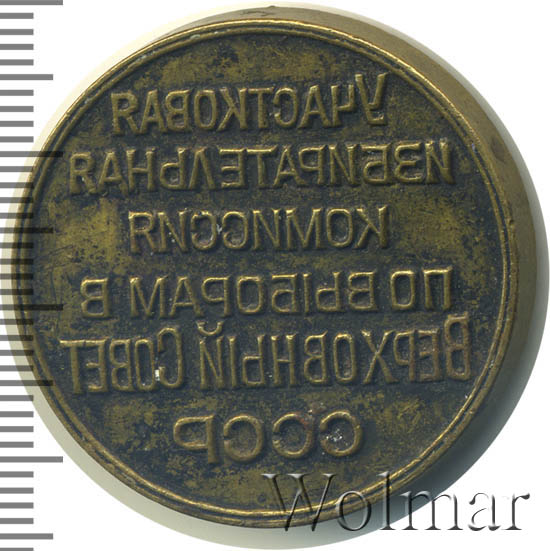 УЧАСТКОВАЯ
ИЗБИРАТЕЛЬНАЯ
КОМИССИЯ
ПО ВЫБОРАМ В
ВЕРХОВНЫЙ СОВЕТ
СССР
Wolmar